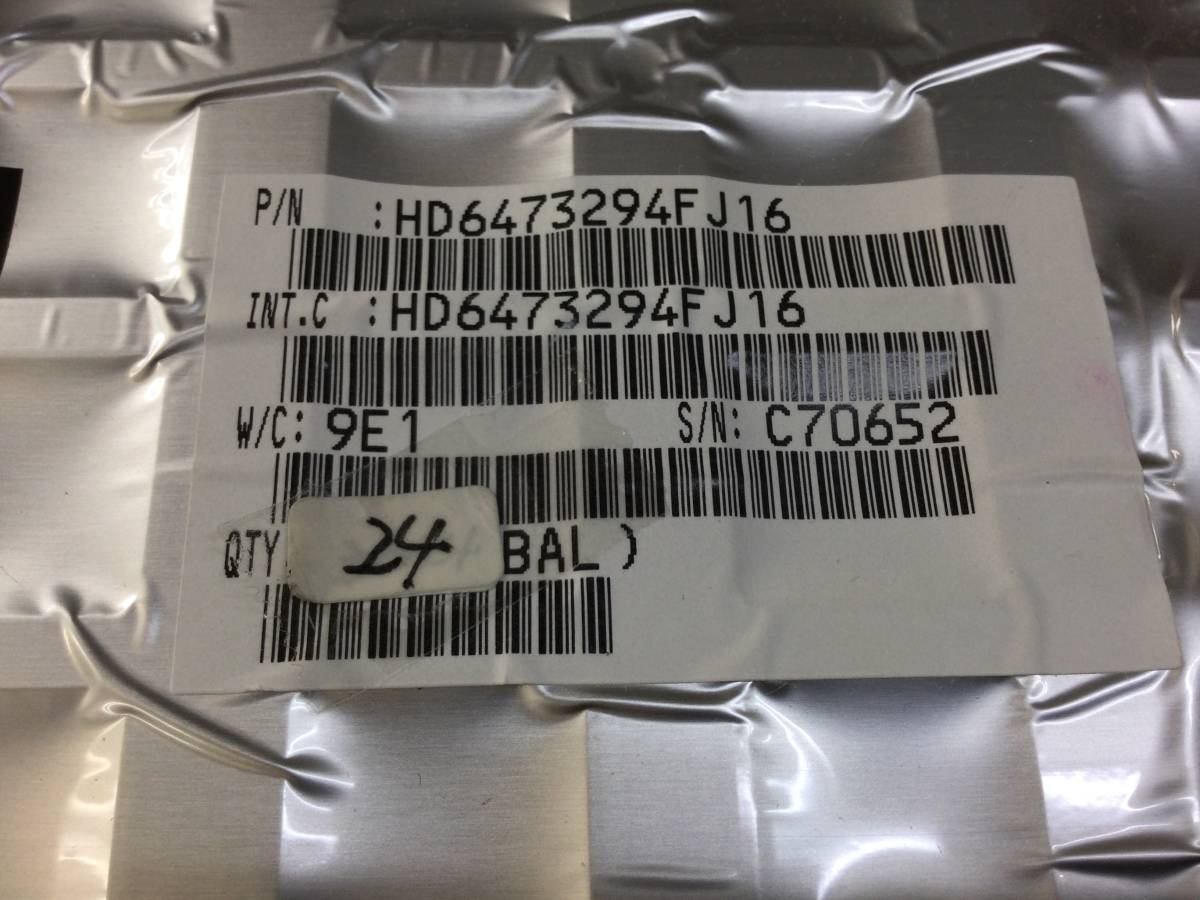 P/N :HD6473294FJ16
INT.C :HD6473294FJ16
W/C: 9E1 S/N: C70652
QTY 24 BAL )